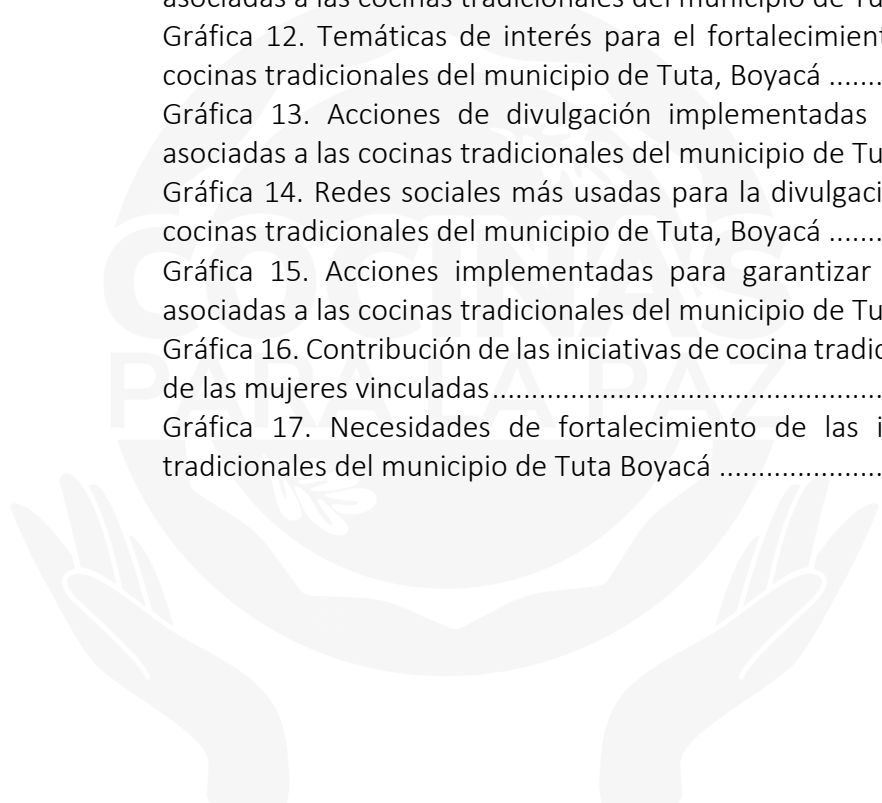 asociadas a las cocinas tradicionales del municipio de Tu
Gráfica 12. Temáticas de interés para el fortalecimient
cocinas tradicionales del municipio de Tuta, Boyacá .......
Gráfica 13. Acciones de divulgación implementadas
asociadas a las cocinas tradicionales del municipio de Tu
Gráfica 14. Redes sociales más usadas para la divulgaci
cocinas tradicionales del municipio de Tuta, Boyacá .......
Gráfica 15. Acciones implementadas para garantizar
asociadas a las cocinas tradicionales del municipio de Tu
Gráfica 16. Contribución de las iniciativas de cocina tradic
de las mujeres vinculadas..................................................
Gráfica 17. Necesidades de fortalecimiento de las i
tradicionales del municipio de Tuta Boyacá .....................
COCINAS
PARA LA PAZ